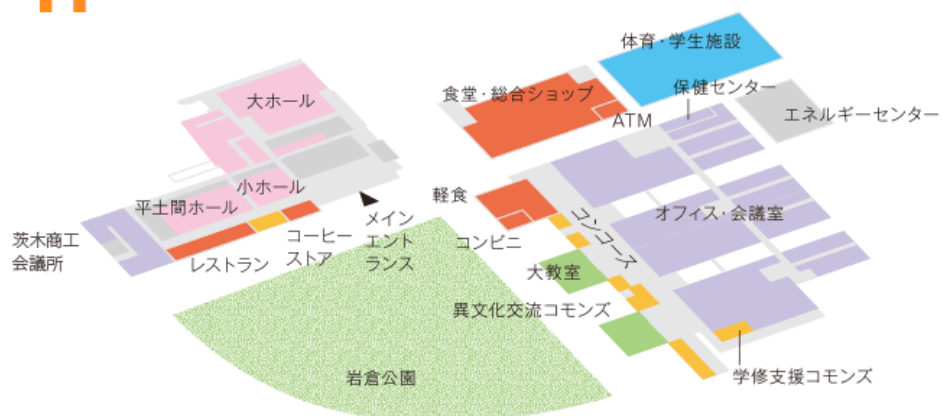 体育・学生施設
食堂・総合ショップ
保健センター
大ホール
ATM
エネルギーセンター
小ホール
軽食
平土間ホール
メイン
エント
ランス
コンコース
オフィス・会議室
茨木商工
会議所
コーヒー
ストア
コンビニ
レストラン
大教室
異文化交流コモンズ
岩倉公園
学修支援コモンズ